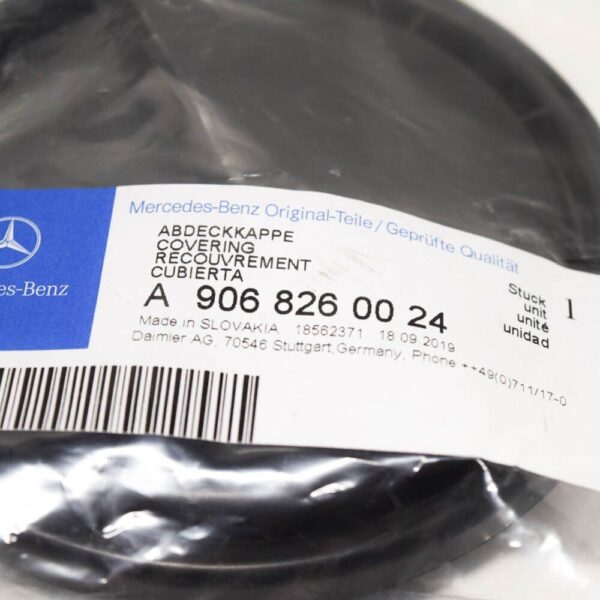 Mercedes-Benz Original-Teile / Geprüfte Qualität
ABDECKKAPPE
COVERING
RECOUVREMENT
CUBIERTA
A 906 826 00 24
Stuck 1
unit
unité
unidad
Made in SLOVAKIA 18562371 18.09.2019
Daimler AG, 70546 Stuttgart,Germany, Phone ++49(0)711/17-0
des-Benz